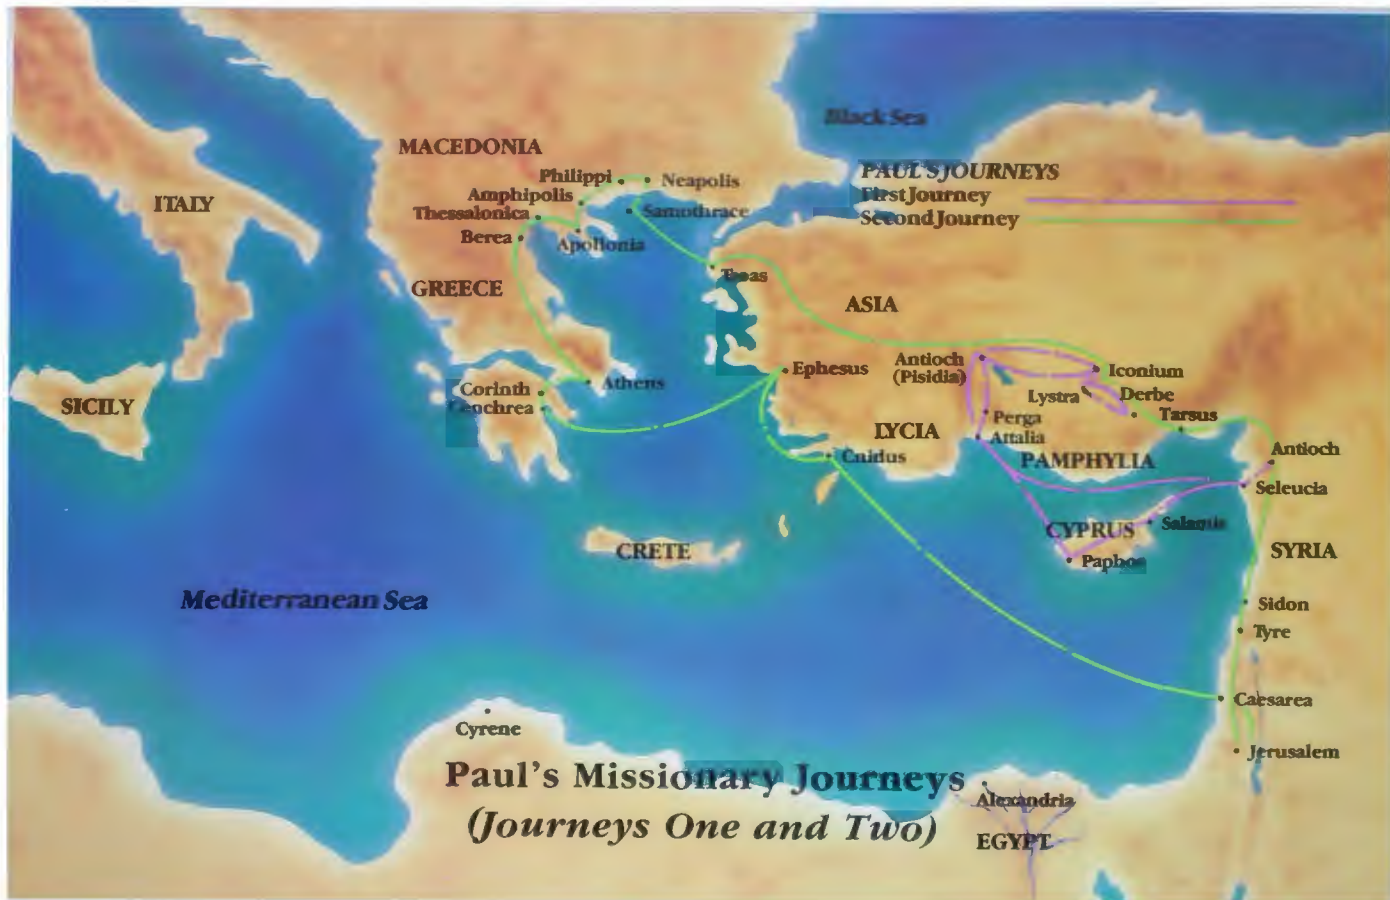 Black Sea
MACEDONIA
PAUL'S JOURNEYS
First Journey
Second Journey
Philippi
Neapolis
Amphipolis
ITALY
Thessalonica
Samothrace
Berea
Apollonia
Troas
GREECE
ASIA
Antioch
(Pisidia)
Ephesus
Iconium
Corinth
Athens
Lystra
Derbe
SICILY
Cenchrea
Tarsus
Perga
LYCIA
Attalia
Antioch
Cnidus
PAMPHYLIA
Seleucia
CYPRUS
Salamis
CRETE
SYRIA
Paphos
Mediterranean Sea
Sidon
Tyre
Caesarea
Cyrene
Jerusalem
Paul's Missionary Journeys
(Journeys One and Two)
Alexandria
EGYPT